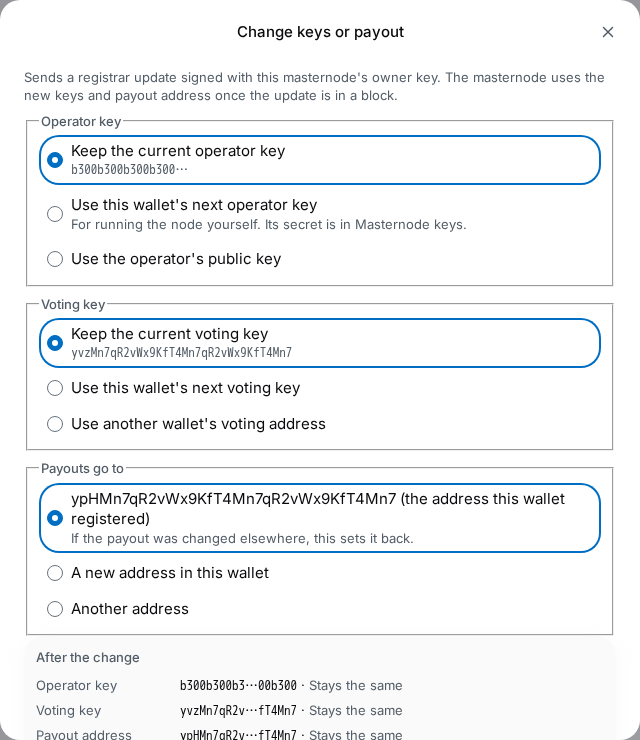 Change keys or payout
Sends a registrar update signed with this masternode's owner key. The masternode uses the
new keys and payout address once the update is in a block.
Operator key
Keep the current operator key
b300b300b300b300···
Use this wallet's next operator key
For running the node yourself. Its secret is in Masternode keys.
Use the operator's public key
Voting key
Keep the current voting key
yvzMn7qR2vWx9KfT4Mn7qR2vWx9KfT4Mn7
Use this wallet's next voting key
Use another wallet's voting address
Payouts go to
ypHMn7qR2vWx9KfT4Mn7qR2vWx9KfT4Mn7 (the address this wallet
registered)
If the payout was changed elsewhere, this sets it back.
A new address in this wallet
Another address
After the change
Operator key b300b300b3···00b300 · Stays the same
Voting key yvzMn7qR2v···fT4Mn7 · Stays the same
Payout address ypHMn7qR2v···fT4Mn7 · Stays the same